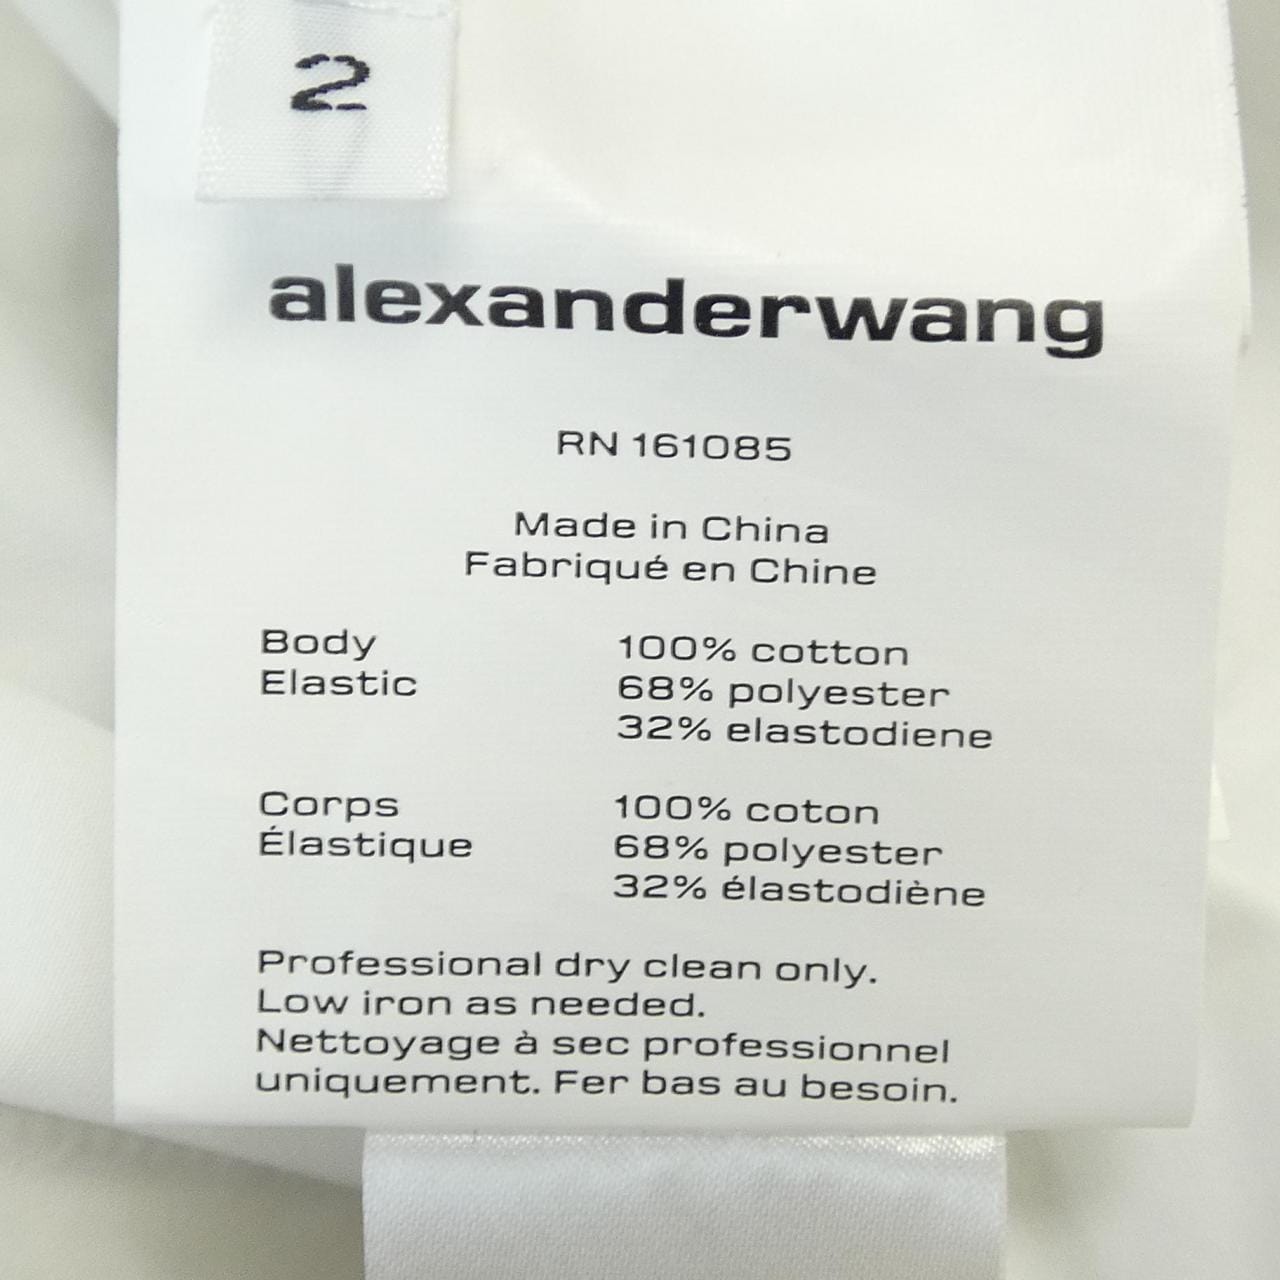 2
alexanderwang
RN 161085
Made in China
Fabriqué en Chine
Body 100% cotton
Elastic 68% polyester
32% elastodiene
Corps 100% coton
Élastique 68% polyester
32% élastodiène
Professional dry clean only.
Low iron as needed.
Nettoyage à sec professionnel
uniquement. Fer bas au besoin.